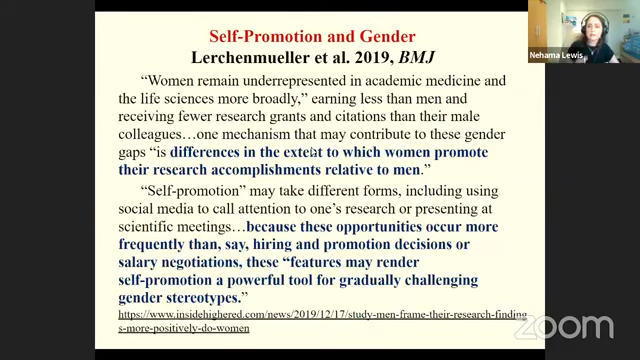 Self-Promotion and Gender
Lerchenmueller et al. 2019, BMJ
“Women remain underrepresented in academic medicine and
the life sciences more broadly,” earning less than men and
receiving fewer research grants and citations than their male
colleagues…one mechanism that may contribute to these gender
gaps “is differences in the extent to which women promote
their research accomplishments relative to men.”
“Self-promotion” may take different forms, including using
social media to call attention to one’s research or presenting at
scientific meetings…because these opportunities occur more
frequently than, say, hiring and promotion decisions or
salary negotiations, these “features may render
self-promotion a powerful tool for gradually challenging
gender stereotypes.”
https://www.insidehighered.com/news/2019/12/17/study-men-frame-their-research-finding
s-more-positively-do-women
Nehama Lewis
zoom